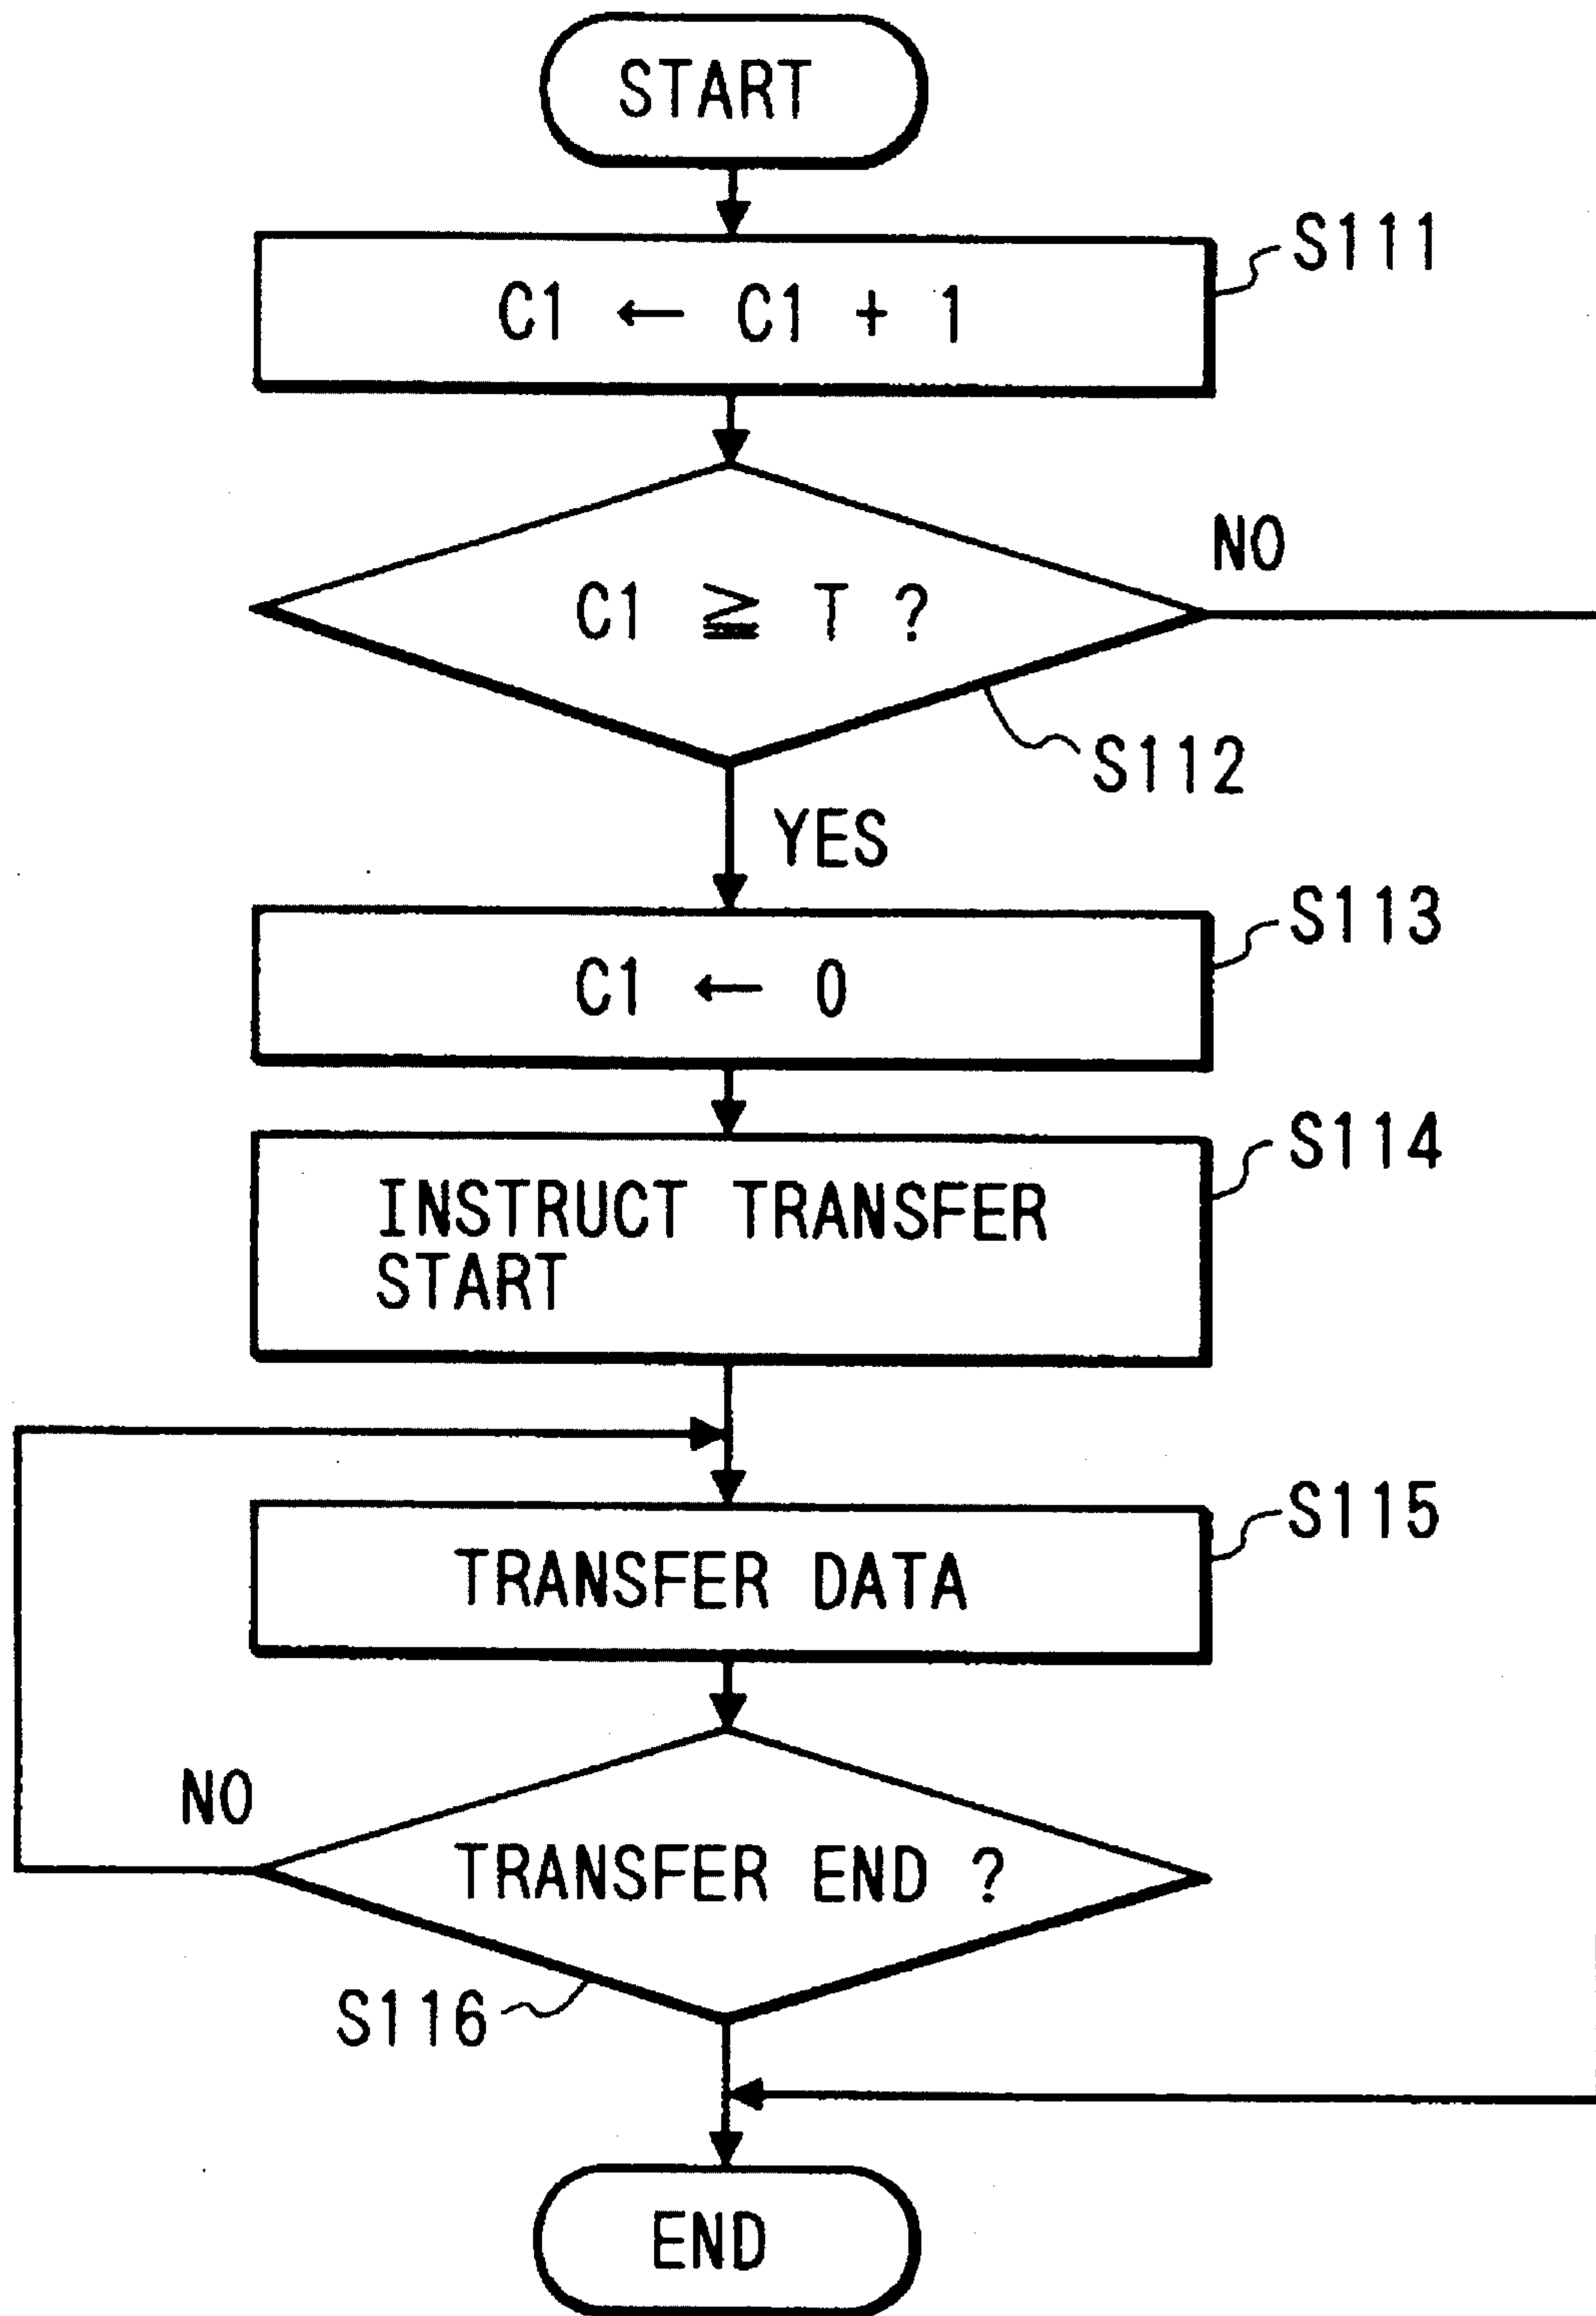 START
S111
C1 ← C1 + 1
NO
C1 ≧ T ?
S112
YES
S113
C1 ← 0
S114
INSTRUCT TRANSFER
START
S115
TRANSFER DATA
NO
TRANSFER END ?
S116
END